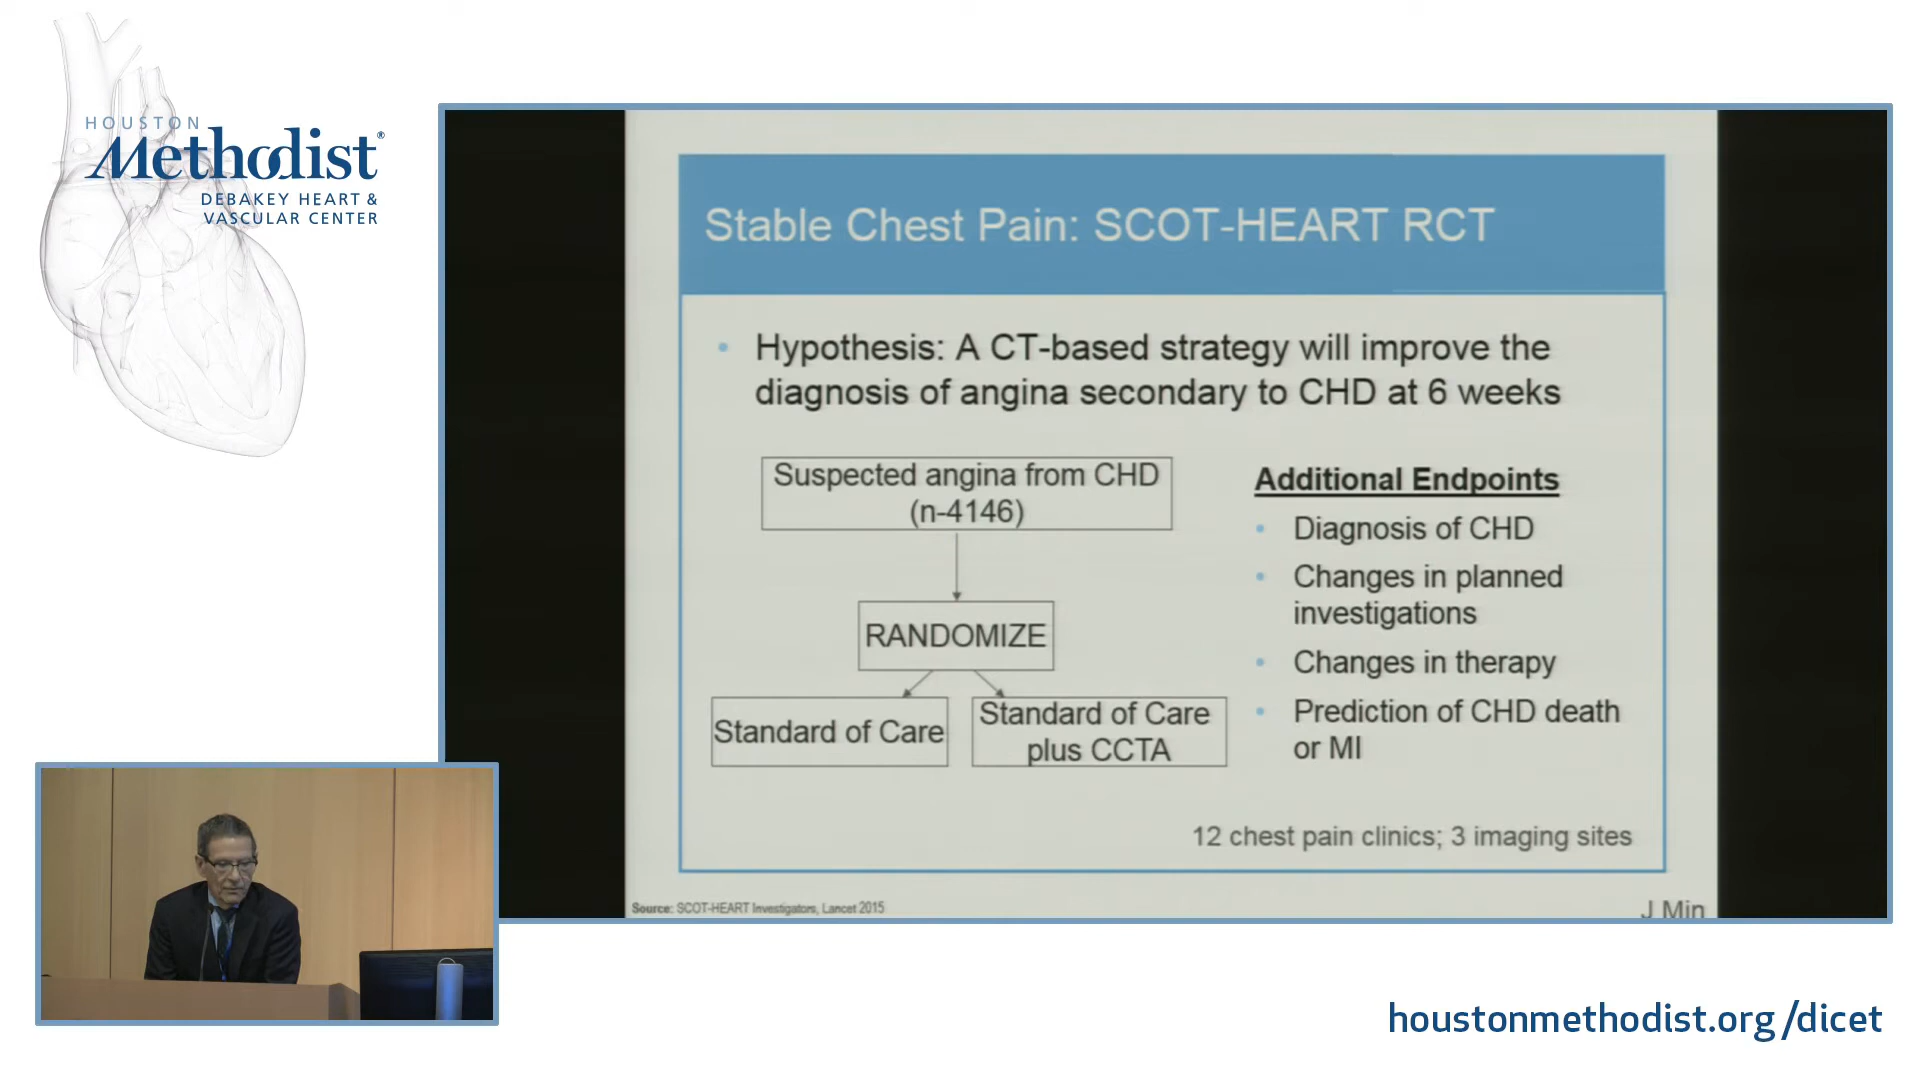 HOUSTON
Methodist®
DEBAKEY HEART &
VASCULAR CENTER
Stable Chest Pain: SCOT-HEART RCT
• Hypothesis: A CT-based strategy will improve the
diagnosis of angina secondary to CHD at 6 weeks
Suspected angina from CHD
(n-4146)
RANDOMIZE
Standard of Care
Standard of Care
plus CCTA
Additional Endpoints
• Diagnosis of CHD
• Changes in planned
investigations
• Changes in therapy
• Prediction of CHD death
or MI
12 chest pain clinics; 3 imaging sites
Source: SCOT-HEART Investigators, Lancet 2015
J Min
houstonmethodist.org/dicet